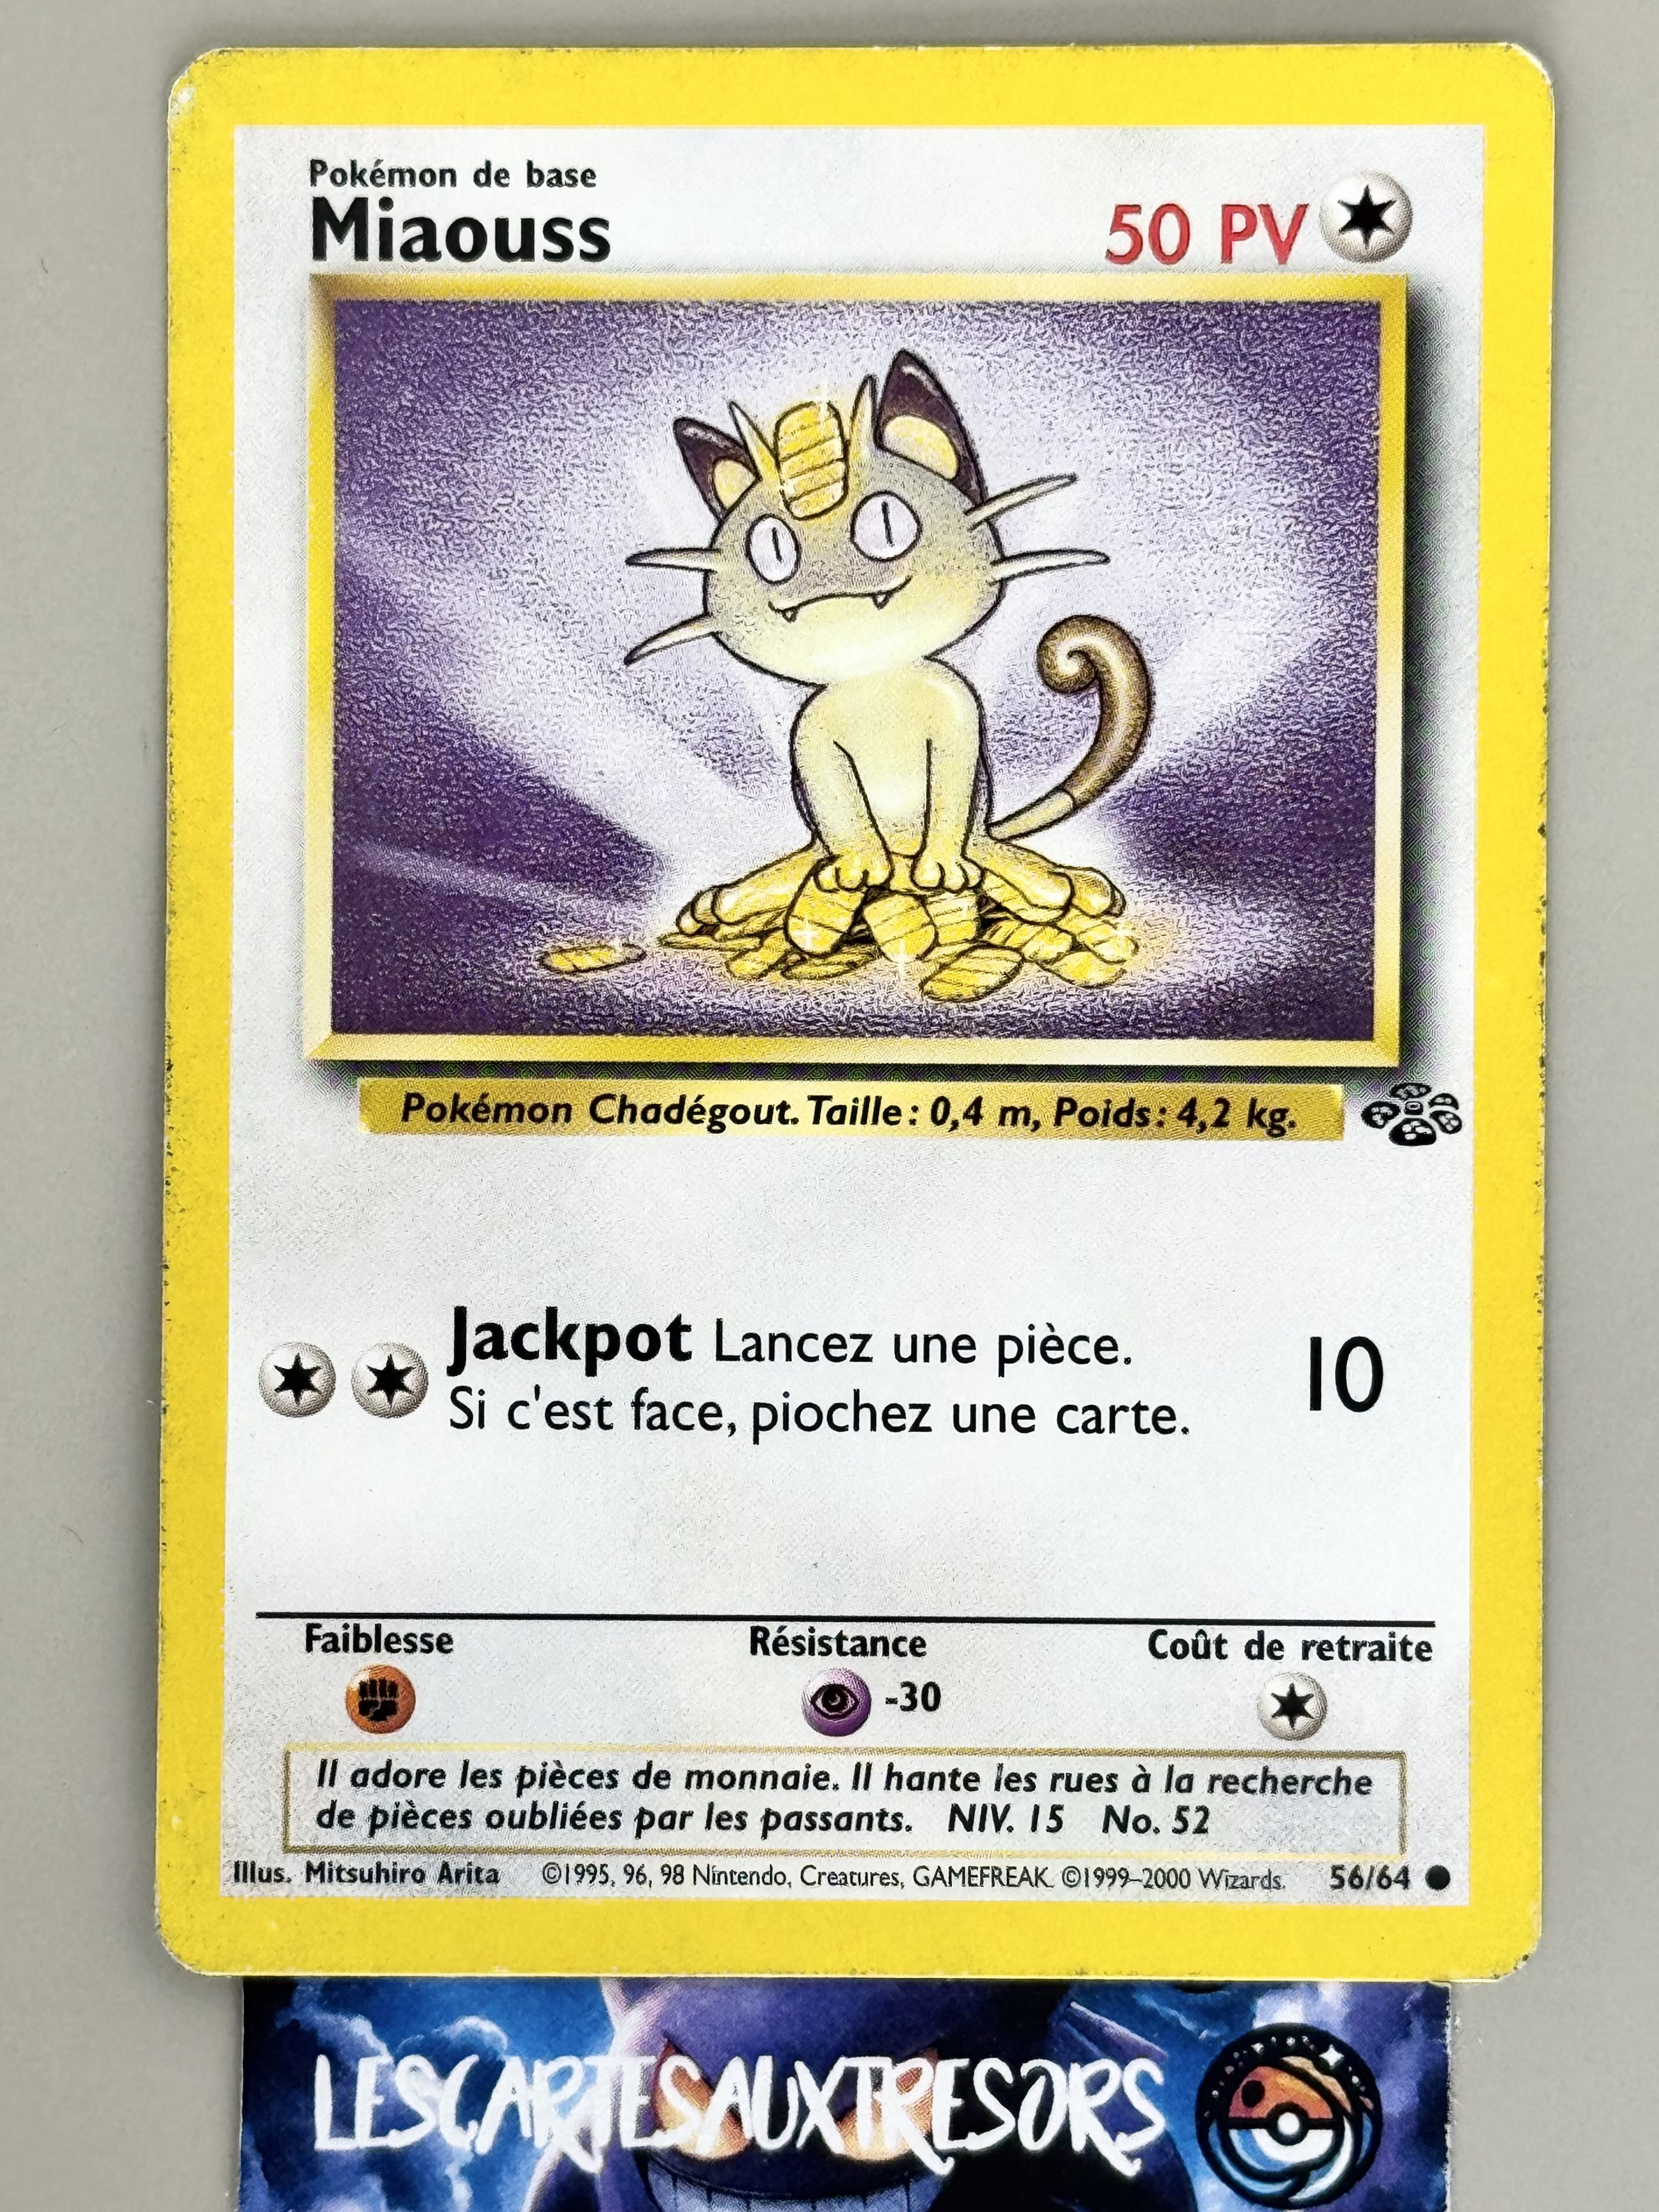 Pokémon de base
Miaouss
50 PV
Pokémon Chadégout. Taille: 0,4 m, Poids: 4,2 kg.
Jackpot Lancez une pièce.
Si c'est face, piochez une carte.
10
Faiblesse Résistance Coût de retraite
-30
Il adore les pièces de monnaie. Il hante les rues à la recherche
de pièces oubliées par les passants. NIV. 15 No. 52
Illus. Mitsuhiro Arita ©1995, 96, 98 Nintendo, Creatures, GAMEFREAK. ©1999–2000 Wizards. 56/64
LESCARTESAUXTRESORS